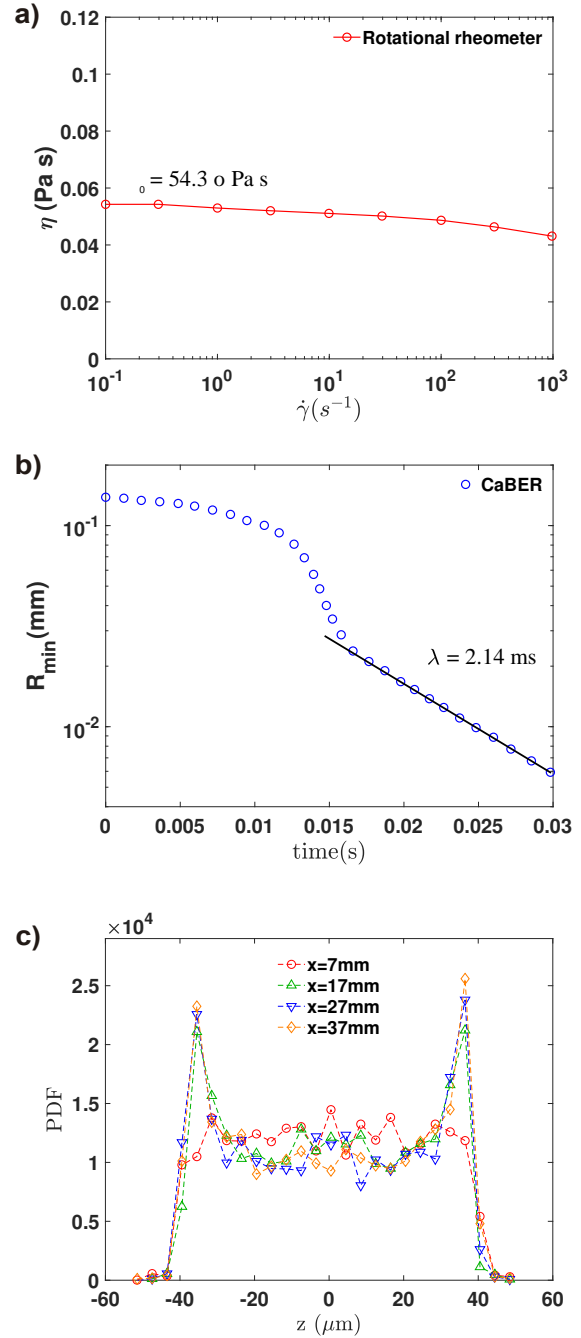 a)
0.12
0.1
0.08
0.06
0.04
0.02
0
η (Pa s)
Rotational rheometer
₀ = 54.3 o Pa s
10⁻¹ 10⁰ 10¹ 10² 10³
γ̇(s⁻¹)
b)
10⁻¹
10⁻²
R_min(mm)
CaBER
λ = 2.14 ms
0 0.005 0.01 0.015 0.02 0.025 0.03
time(s)
c)
×10⁴
2.5
2
1.5
1
0.5
0
PDF
x=7mm
x=17mm
x=27mm
x=37mm
-60 -40 -20 0 20 40 60
z (μm)